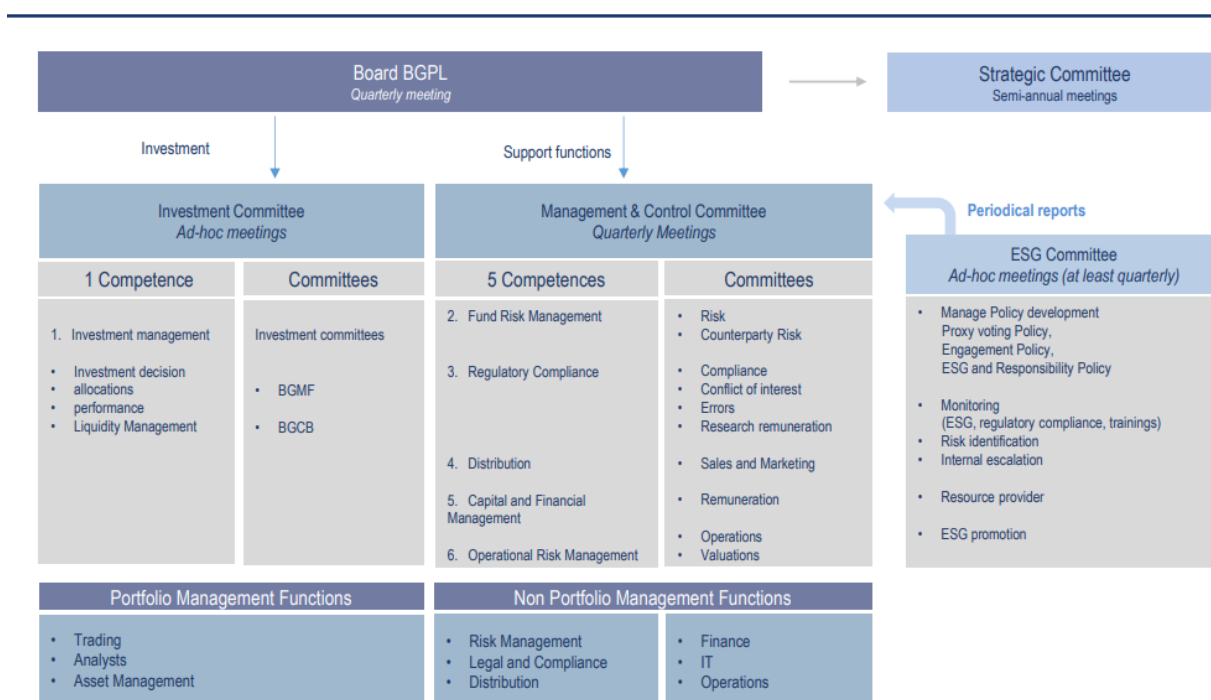 Board BGPL
Quarterly meeting
Strategic Committee
Semi-annual meetings
Investment
Support functions
Investment Committee
Ad-hoc meetings
Management & Control Committee
Quarterly Meetings
Periodical reports
ESG Committee
Ad-hoc meetings (at least quarterly)
1 Competence
Committees
5 Competences
Committees
1. Investment management
• Investment decision
• allocations
• performance
• Liquidity Management
Investment committees
• BGMF
• BGCB
2. Fund Risk Management
3. Regulatory Compliance
4. Distribution
5. Capital and Financial
Management
6. Operational Risk Management
• Risk
• Counterparty Risk
• Compliance
• Conflict of interest
• Errors
• Research remuneration
• Sales and Marketing
• Remuneration
• Operations
• Valuations
• Manage Policy development
Proxy voting Policy,
Engagement Policy,
ESG and Responsibility Policy
• Monitoring
(ESG, regulatory compliance, trainings)
• Risk identification
• Internal escalation
• Resource provider
• ESG promotion
Portfolio Management Functions
• Trading
• Analysts
• Asset Management
Non Portfolio Management Functions
• Risk Management
• Legal and Compliance
• Distribution
• Finance
• IT
• Operations